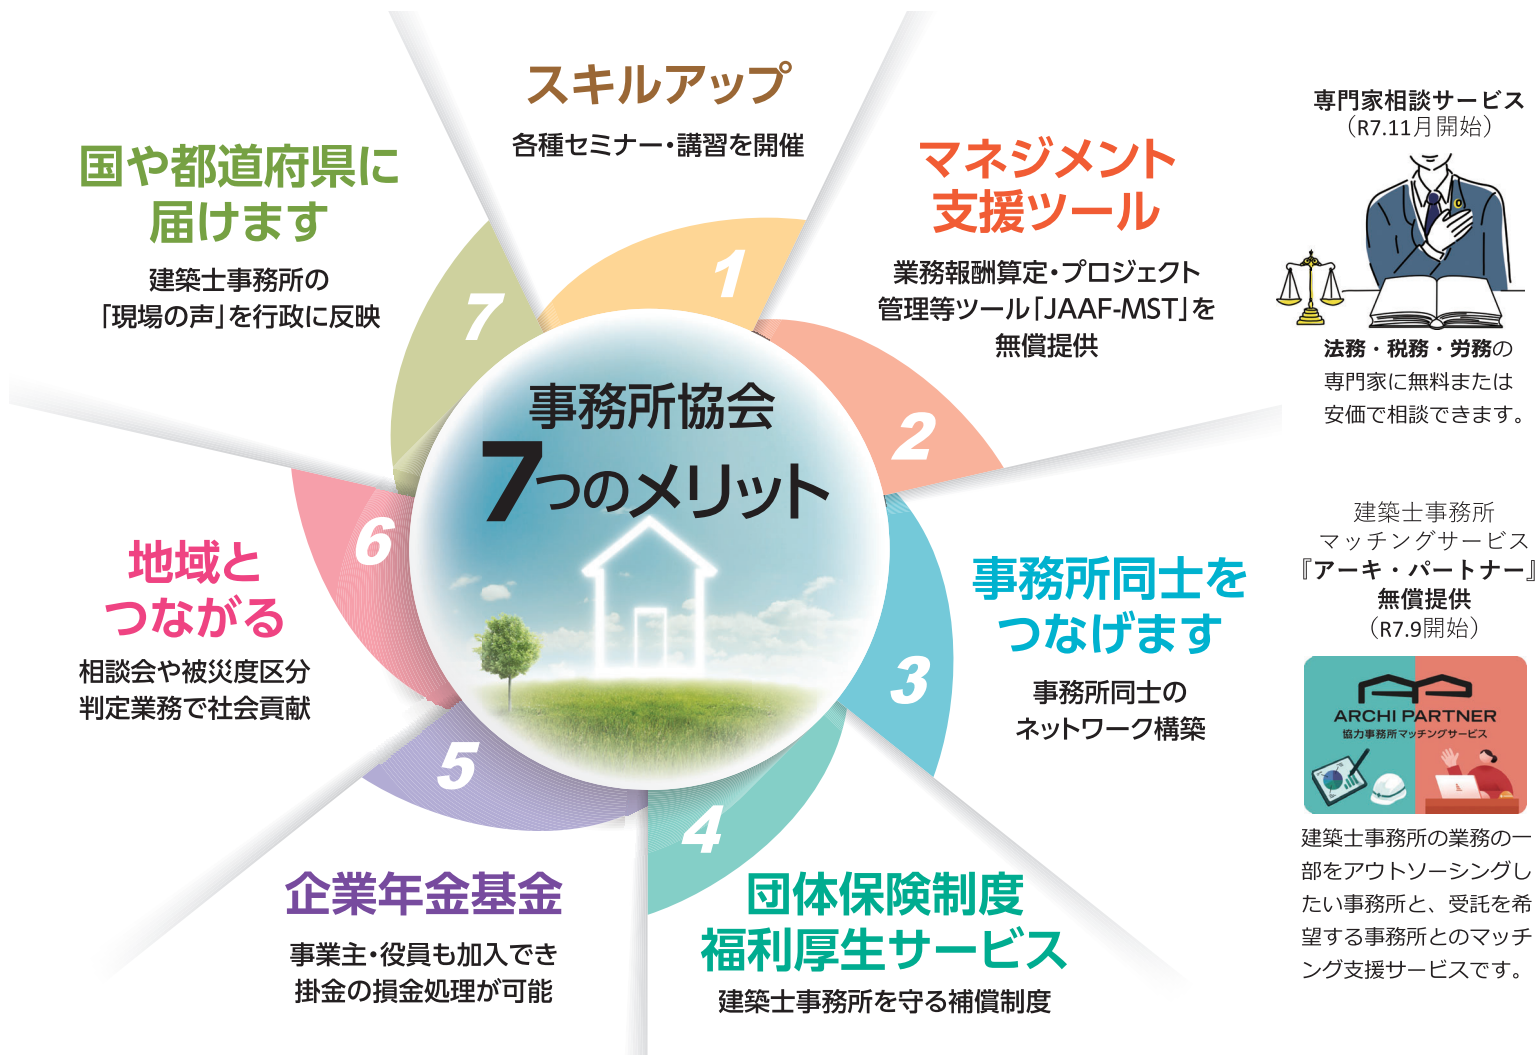 事務所協会
7つのメリット
1
スキルアップ
各種セミナー・講習を開催
2
マネジメント
支援ツール
業務報酬算定・プロジェクト
管理等ツール「JAAF-MST」を
無償提供
3
事務所同士を
つなげます
事務所同士の
ネットワーク構築
4
団体保険制度
福利厚生サービス
建築士事務所を守る補償制度
5
企業年金基金
事業主・役員も加入でき
掛金の損金処理が可能
6
地域と
つながる
相談会や被災度区分
判定業務で社会貢献
7
国や都道府県に
届けます
建築士事務所の
「現場の声」を行政に反映
専門家相談サービス
（R7.11月開始）
法務・税務・労務の
専門家に無料または
安価で相談できます。
建築士事務所
マッチングサービス
『アーキ・パートナー』
無償提供
（R7.9開始）
ARCHI PARTNER
協力事務所マッチングサービス
建築士事務所の業務の一
部をアウトソーシングし
たい事務所と、受託を希
望する事務所とのマッチ
ング支援サービスです。